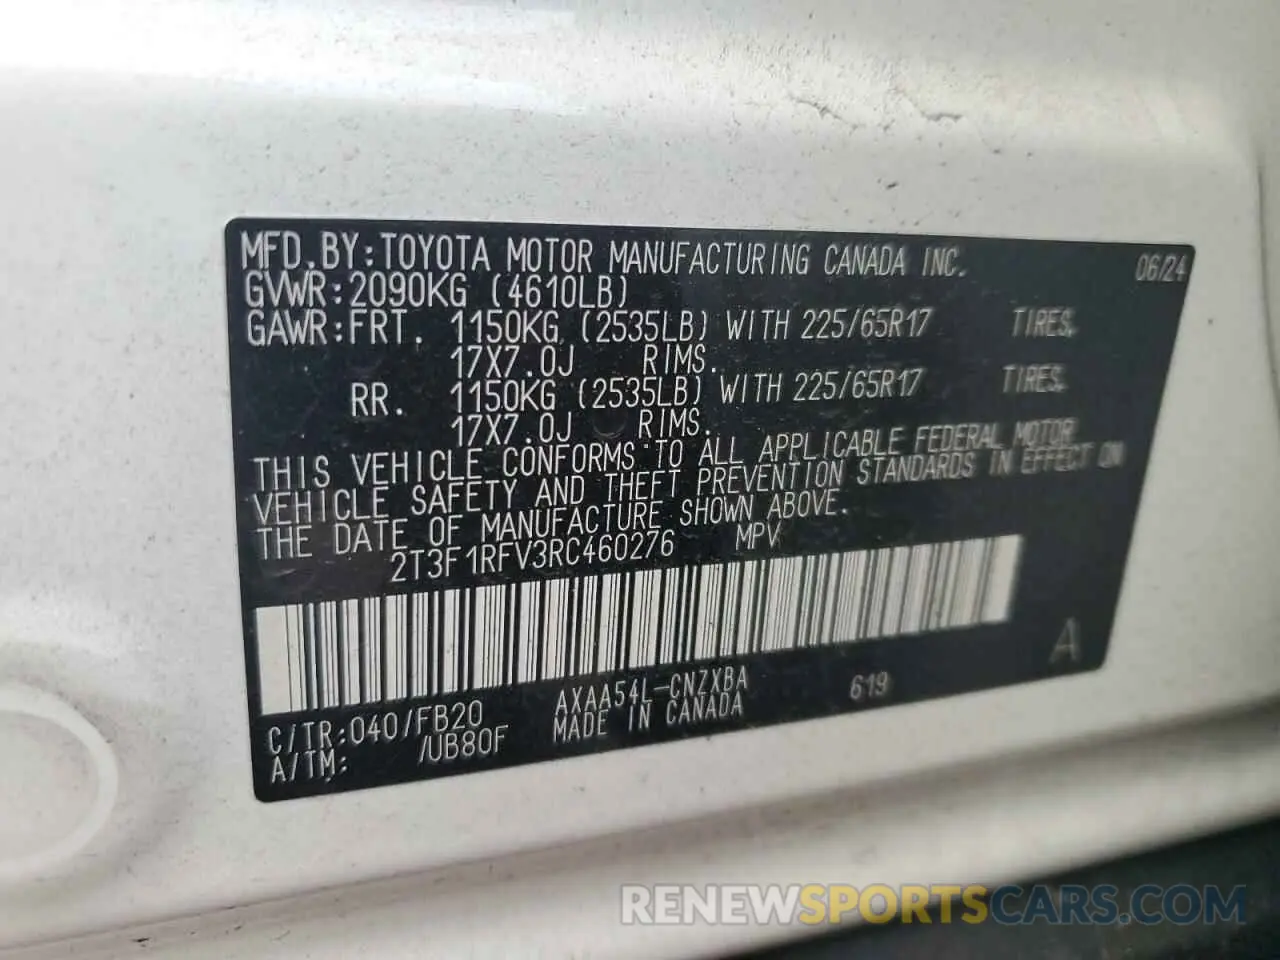 MFD.BY:TOYOTA MOTOR MANUFACTURING CANADA INC. 06/24
GVWR:2090KG (4610LB)
GAWR:FRT. 1150KG (2535LB) WITH 225/65R17 TIRES,
17X7.0J RIMS.
RR. 1150KG (2535LB) WITH 225/65R17 TIRES,
17X7.0J RIMS.
THIS VEHICLE CONFORMS TO ALL APPLICABLE FEDERAL MOTOR
VEHICLE SAFETY AND THEFT PREVENTION STANDARDS IN EFFECT ON
THE DATE OF MANUFACTURE SHOWN ABOVE.
2T3F1RFV3RC460276 MPV
A
C/TR:040/FB20 AXAA54L-CNZXBA 619
A/TM: /UB80F MADE IN CANADA
RENEWSPORTSCARS.COM